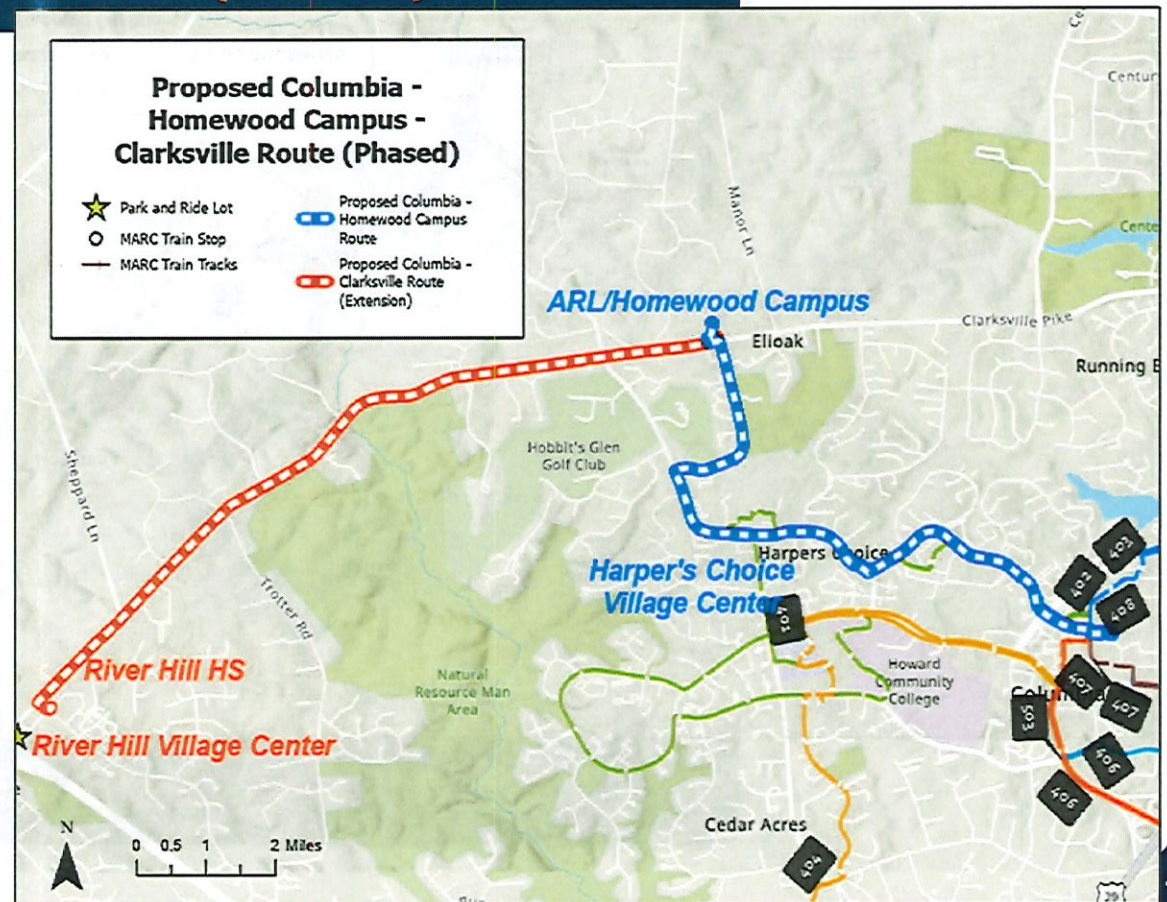 Proposed Columbia -
Homewood Campus -
Clarksville Route (Phased)
Park and Ride Lot
MARC Train Stop
MARC Train Tracks
Proposed Columbia -
Homewood Campus
Route
Proposed Columbia -
Clarksville Route
(Extension)
Centur
Manor Ln
Cente
ARL/Homewood Campus
Clarksville Pike
Elioak
Running B
Hobbit's Glen
Golf Club
Sheppard Ln
Harpers Choice
Harper's Choice
Village Center
403
402
408
401
Trotter Rd
River Hill HS
Natural
Resource Man
Area
Howard
Community
College
407
407
503
River Hill Village Center
406
406
N
0 0.5 1 2 Miles
Cedar Acres
404
29